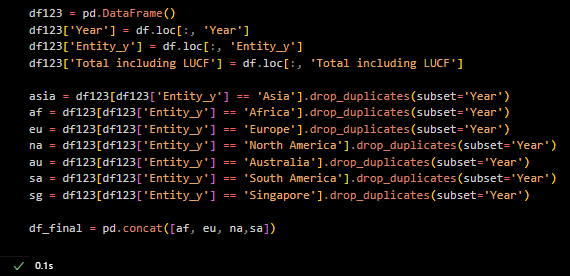 df123 = pd.DataFrame()
df123['Year'] = df.loc[:, 'Year']
df123['Entity_y'] = df.loc[:, 'Entity_y']
df123['Total including LUCF'] = df.loc[:, 'Total including LUCF']
asia = df123[df123['Entity_y'] == 'Asia'].drop_duplicates(subset='Year')
af = df123[df123['Entity_y'] == 'Africa'].drop_duplicates(subset='Year')
eu = df123[df123['Entity_y'] == 'Europe'].drop_duplicates(subset='Year')
na = df123[df123['Entity_y'] == 'North America'].drop_duplicates(subset='Year')
au = df123[df123['Entity_y'] == 'Australia'].drop_duplicates(subset='Year')
sa = df123[df123['Entity_y'] == 'South America'].drop_duplicates(subset='Year')
sg = df123[df123['Entity_y'] == 'Singapore'].drop_duplicates(subset='Year')
df_final = pd.concat([af, eu, na,sa])
0.1s